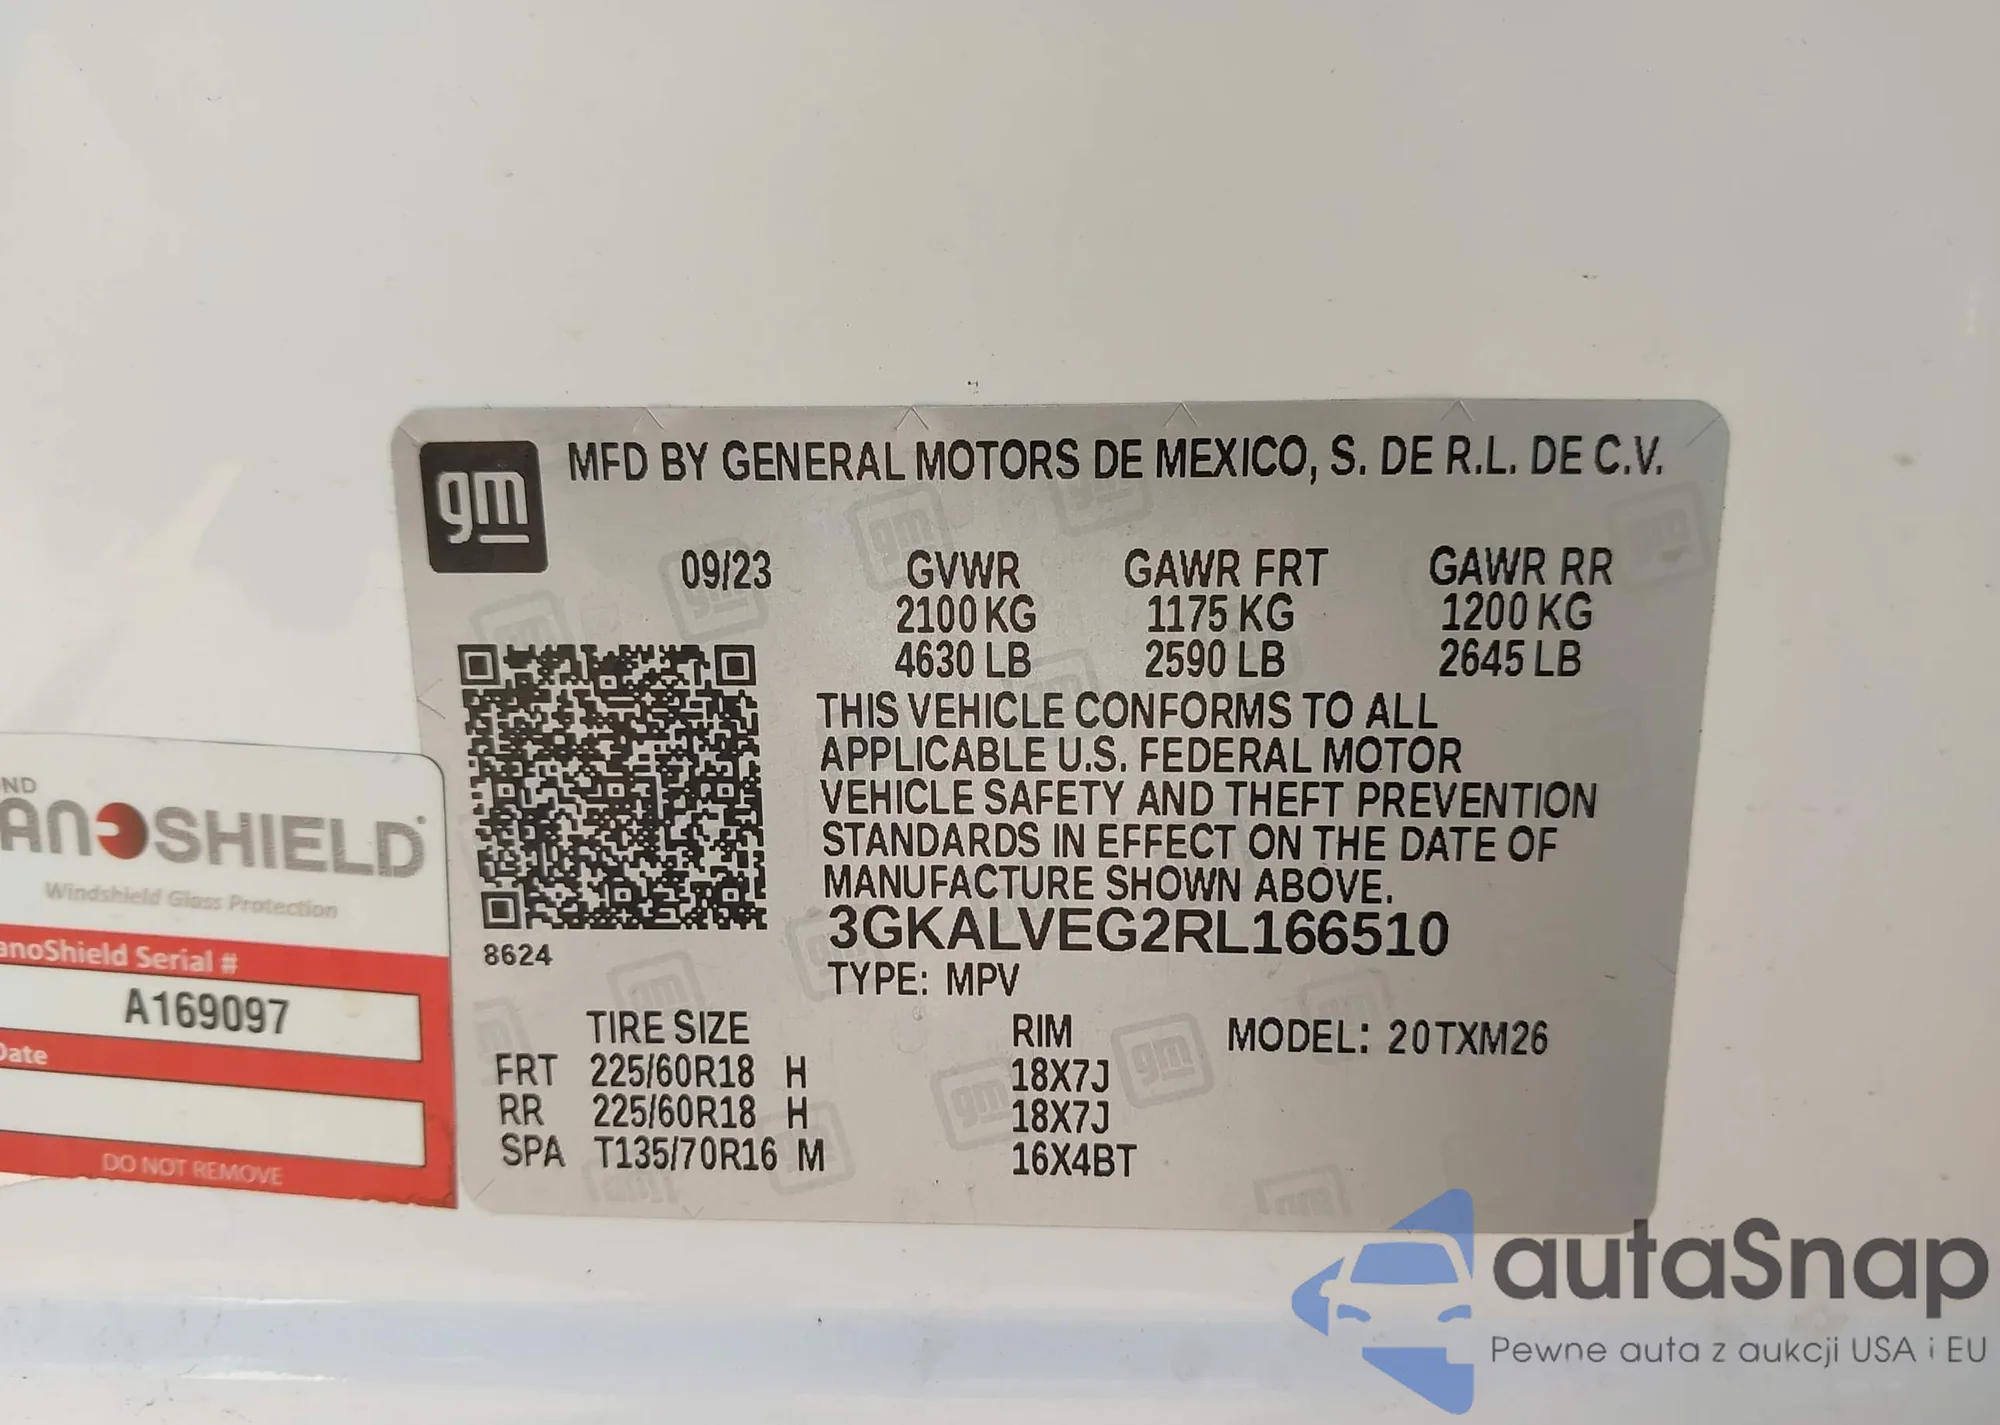 gm
MFD BY GENERAL MOTORS DE MEXICO, S. DE R.L. DE C.V.
09/23 GVWR GAWR FRT GAWR RR
2100 KG 1175 KG 1200 KG
4630 LB 2590 LB 2645 LB
THIS VEHICLE CONFORMS TO ALL
APPLICABLE U.S. FEDERAL MOTOR
VEHICLE SAFETY AND THEFT PREVENTION
STANDARDS IN EFFECT ON THE DATE OF
MANUFACTURE SHOWN ABOVE.
3GKALVEG2RL166510
8624
TYPE: MPV
TIRE SIZE RIM MODEL: 20TXM26
FRT 225/60R18 H 18X7J
RR 225/60R18 H 18X7J
SPA T135/70R16 M 16X4BT
ND
ANOSHIELD
Windshield Glass Protection
anoShield Serial #
A169097
Date
DO NOT REMOVE
autaSnap
Pewne auta z aukcji USA i EU